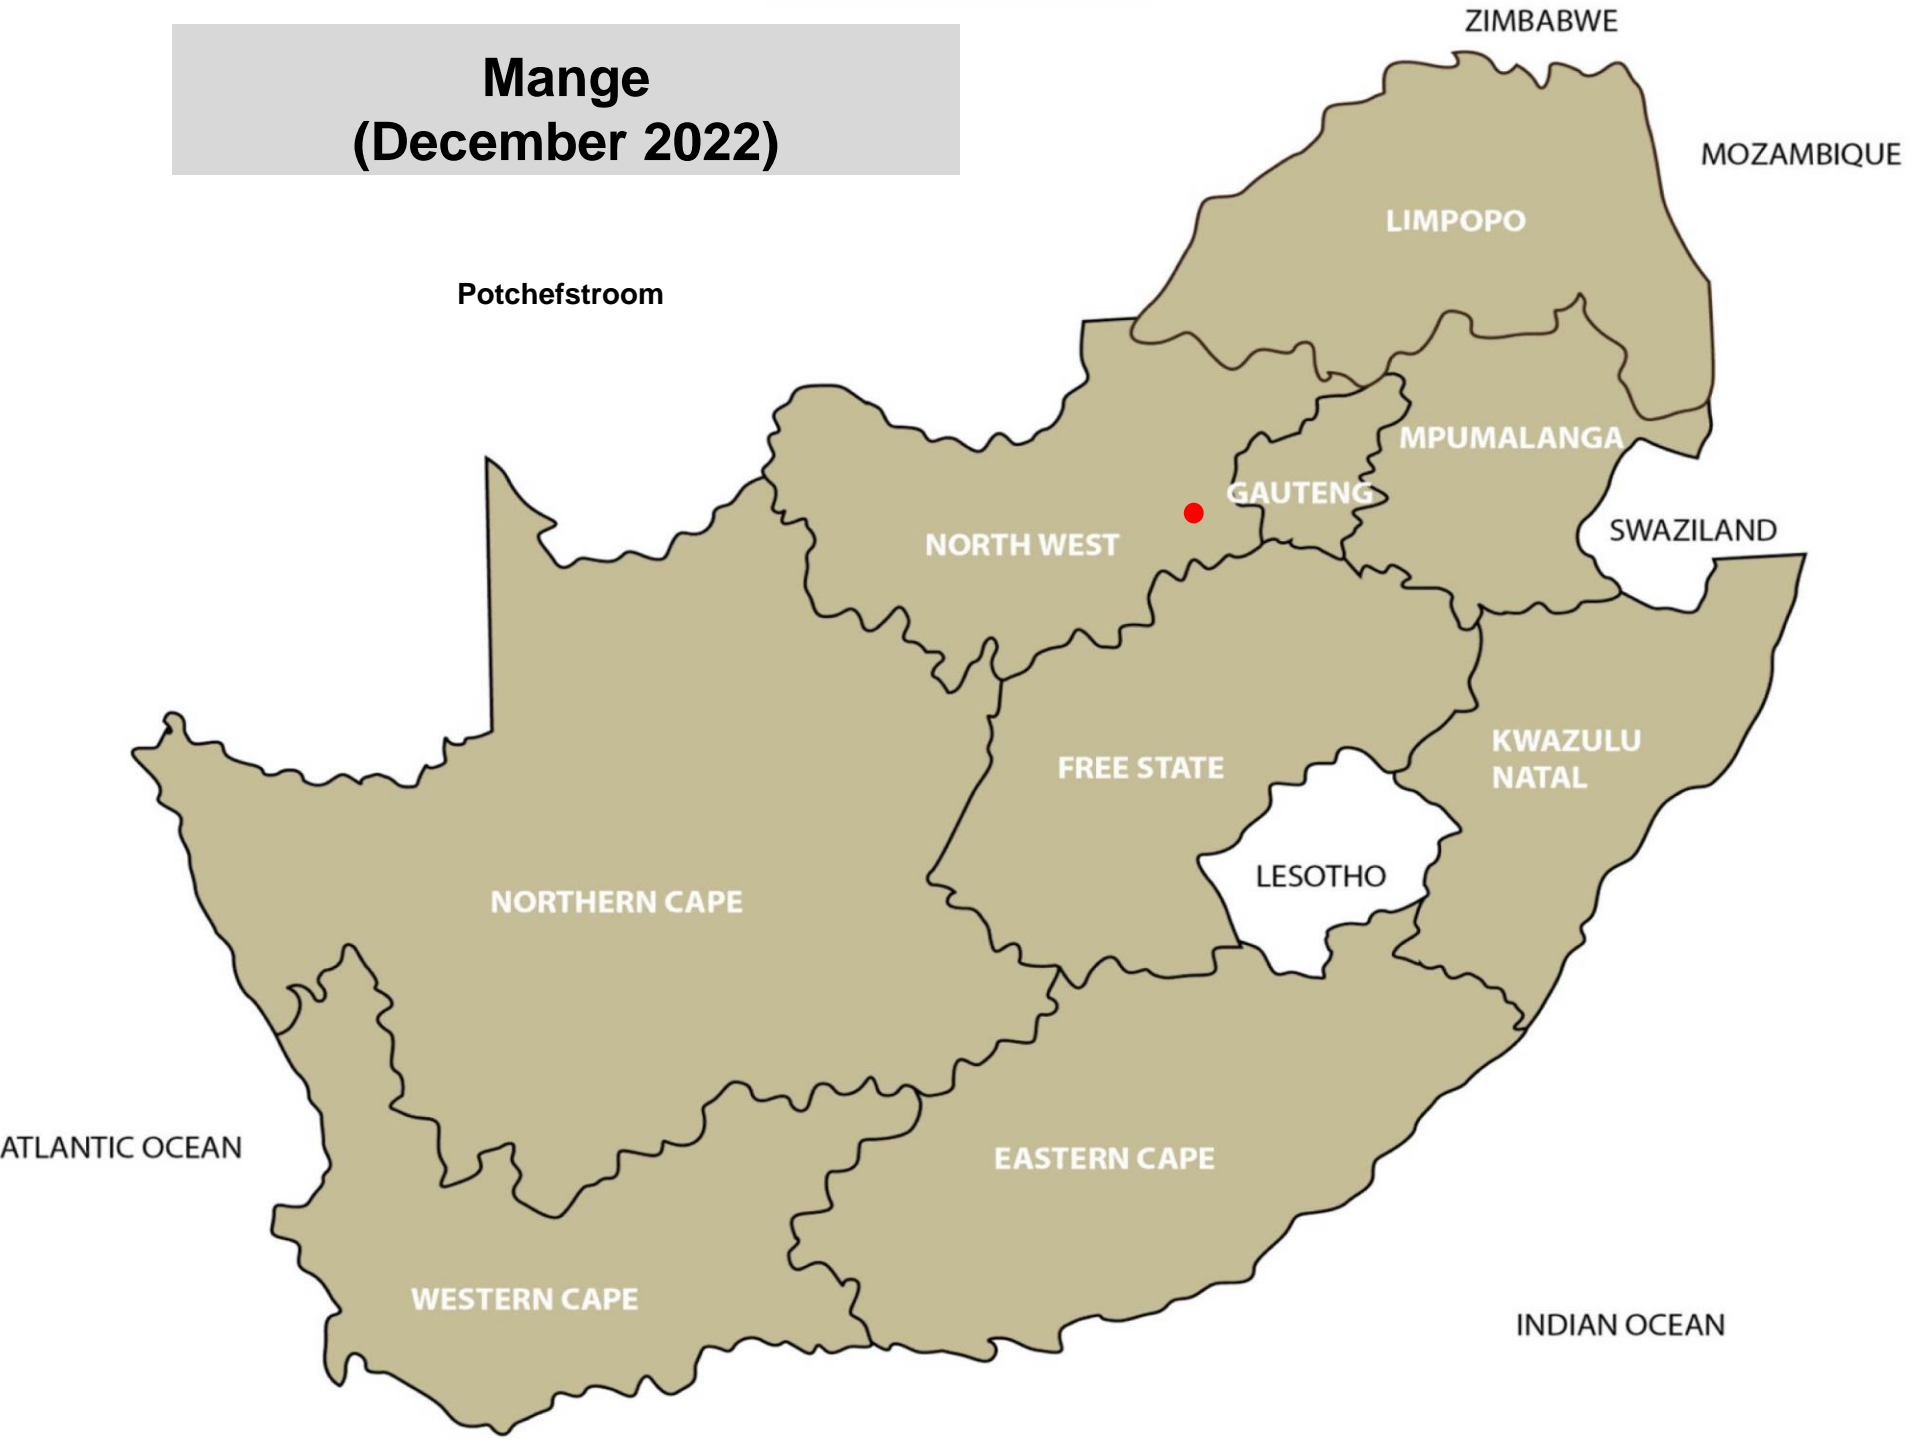 ZIMBABWE
Mange
(December 2022)
MOZAMBIQUE
LIMPOPO
Potchefstroom
MPUMALANGA
GAUTENG
SWAZILAND
NORTH WEST
KWAZULU
NATAL
FREE STATE
LESOTHO
NORTHERN CAPE
ATLANTIC OCEAN
EASTERN CAPE
WESTERN CAPE
INDIAN OCEAN